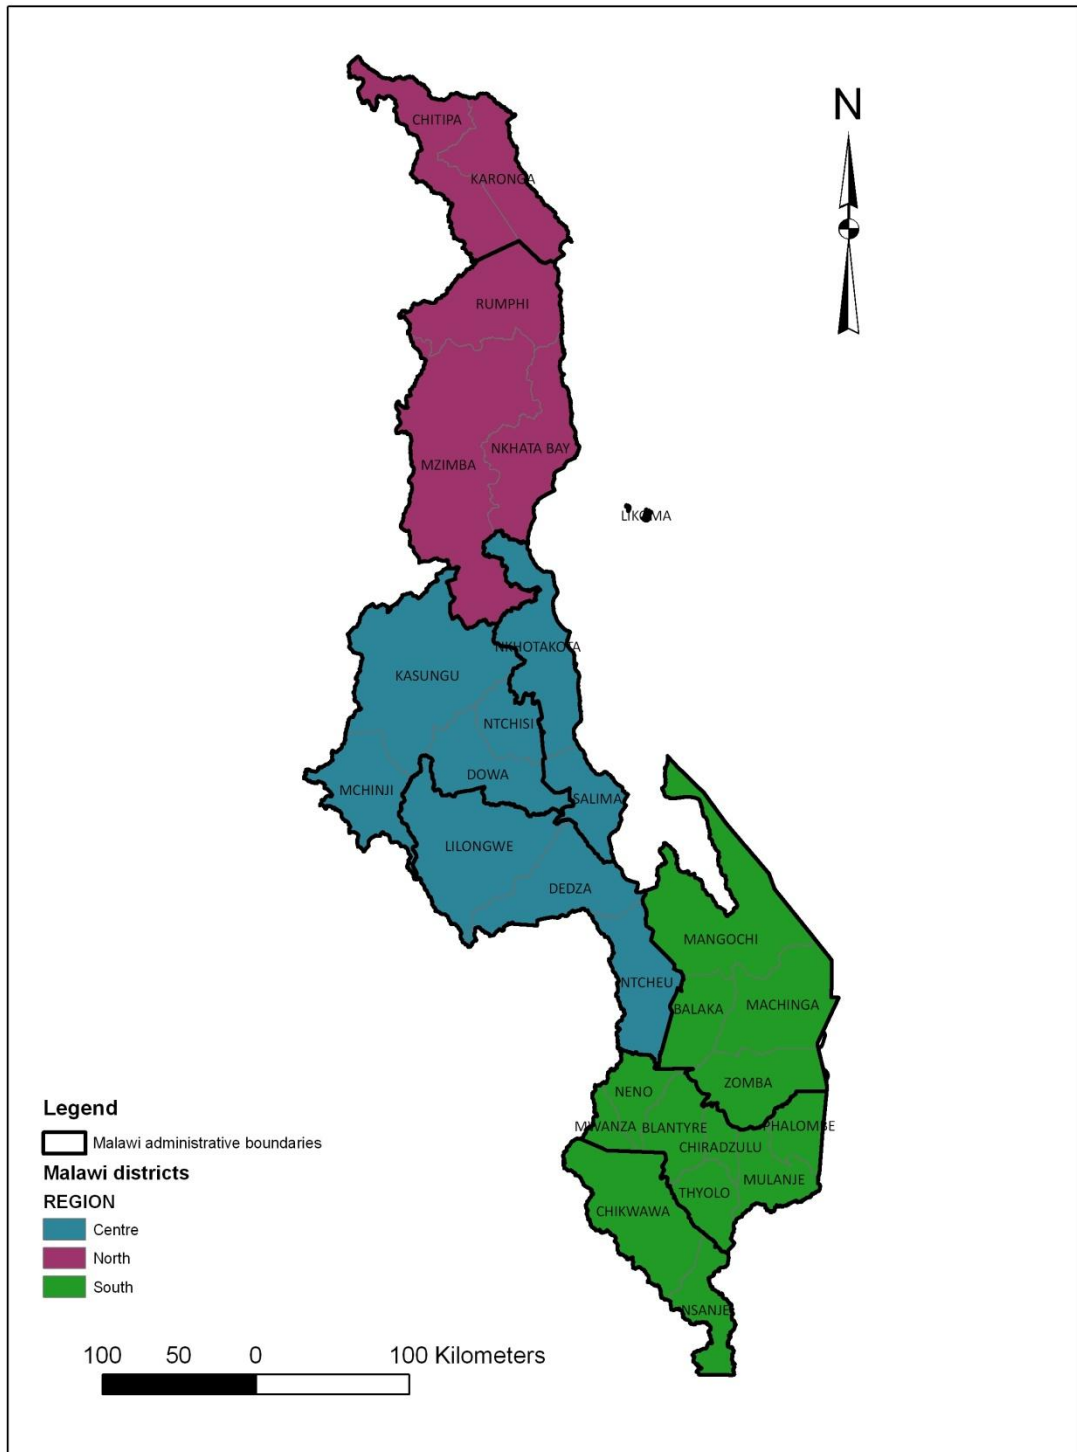 N
CHITIPA
KARONGA
RUMPHI
NKHATA BAY
MZIMBA
LIKOMA
NKHOTAKOTA
KASUNGU
NTCHISI
DOWA
MCHINJI
SALIMA
LILONGWE
DEDZA
MANGOCHI
NTCHEU
BALAKA
MACHINGA
ZOMBA
NENO
MWANZA
BLANTYRE
PHALOMBE
CHIRADZULU
MULANJE
THYOLO
CHIKWAWA
NSANJE
Legend
Malawi administrative boundaries
Malawi districts
REGION
Centre
North
South
100 50 0 100 Kilometers